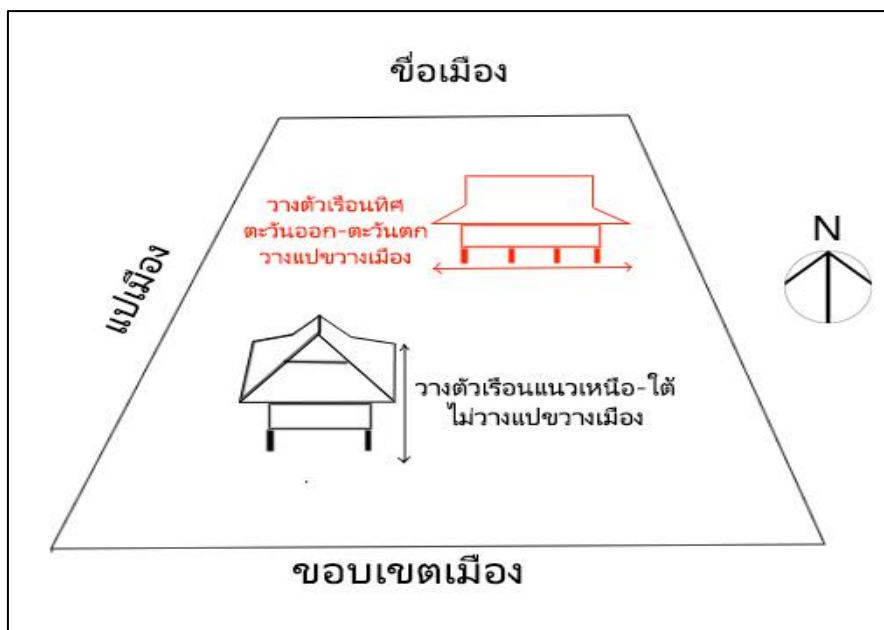 ขื่อเมือง
วางตัวเรือนทิศ
ตะวันออก-ตะวันตก
วางแปขวางเมือง
N
แปเมือง
วางตัวเรือนแนวเหนือ-ใต้
ไม่วางแปขวางเมือง
ขอบเขตเมือง